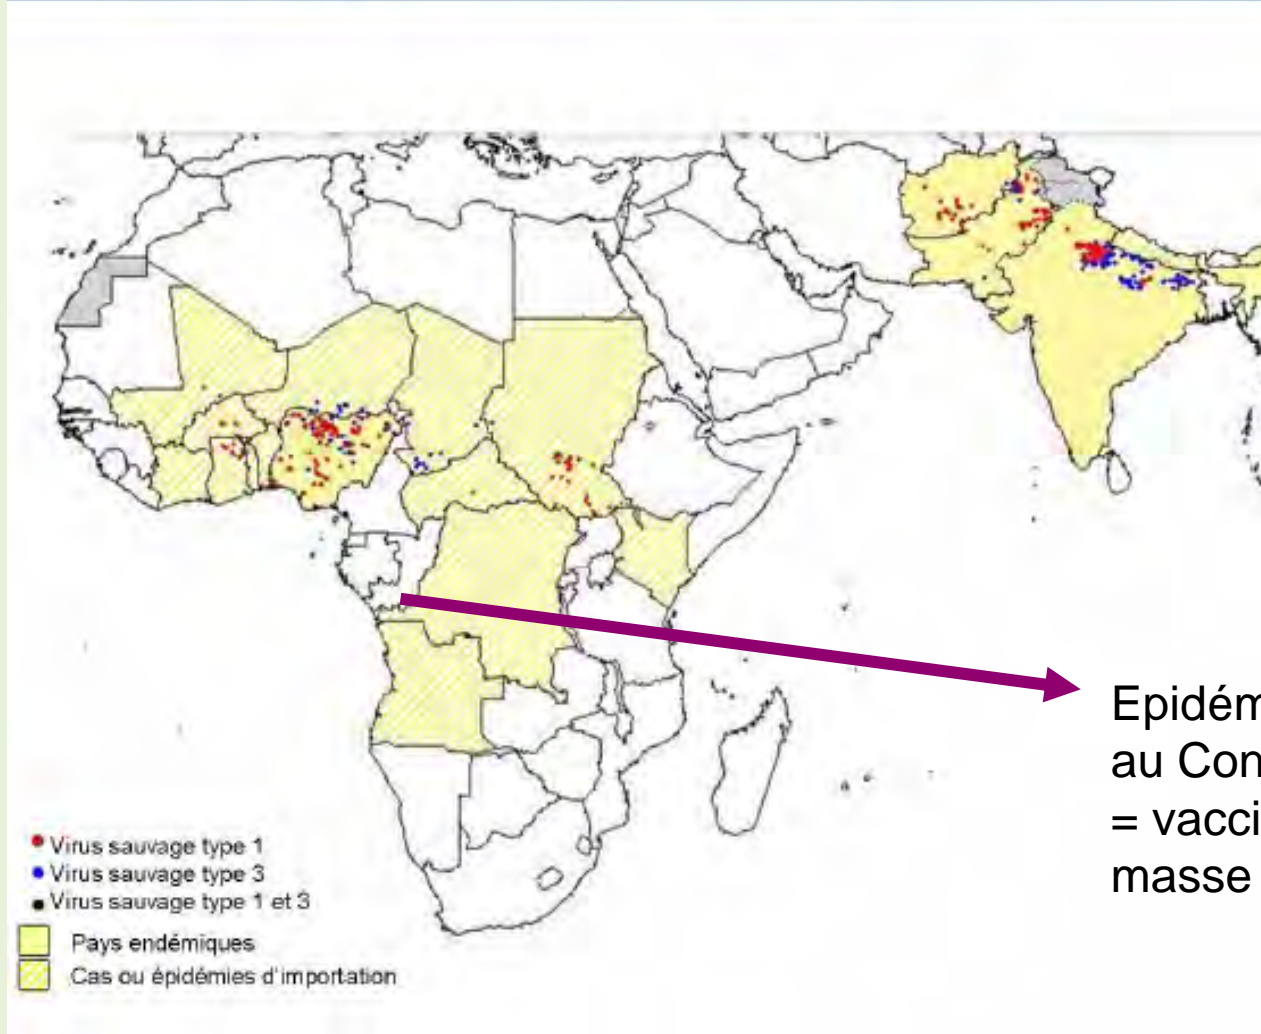 Epidém
au Con
= vacci
masse
Virus sauvage type 1
Virus sauvage type 3
Virus sauvage type 1 et 3
Pays endémiques
Cas ou épidémies d'importation